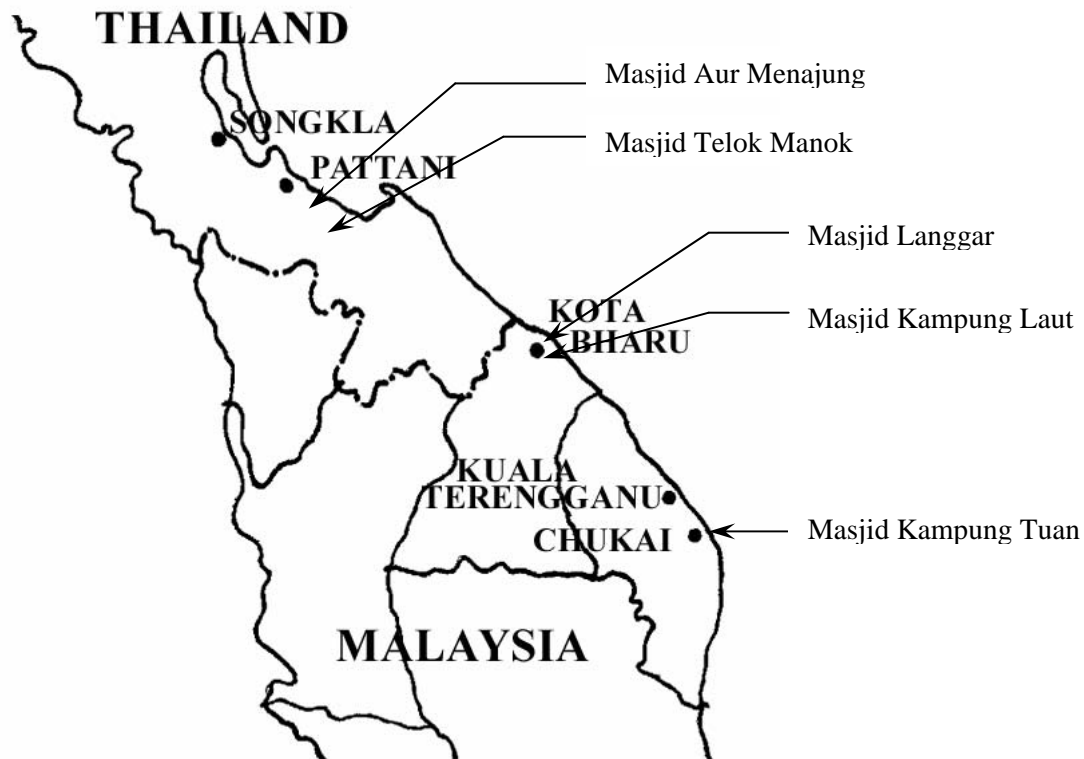 THAILAND
Masjid Aur Menajung
SONGKLA
Masjid Telok Manok
PATTANI
Masjid Langgar
KOTA
BHARU
Masjid Kampung Laut
KUALA
TERENGGANU
CHUKAI
Masjid Kampung Tuan
MALAYSIA